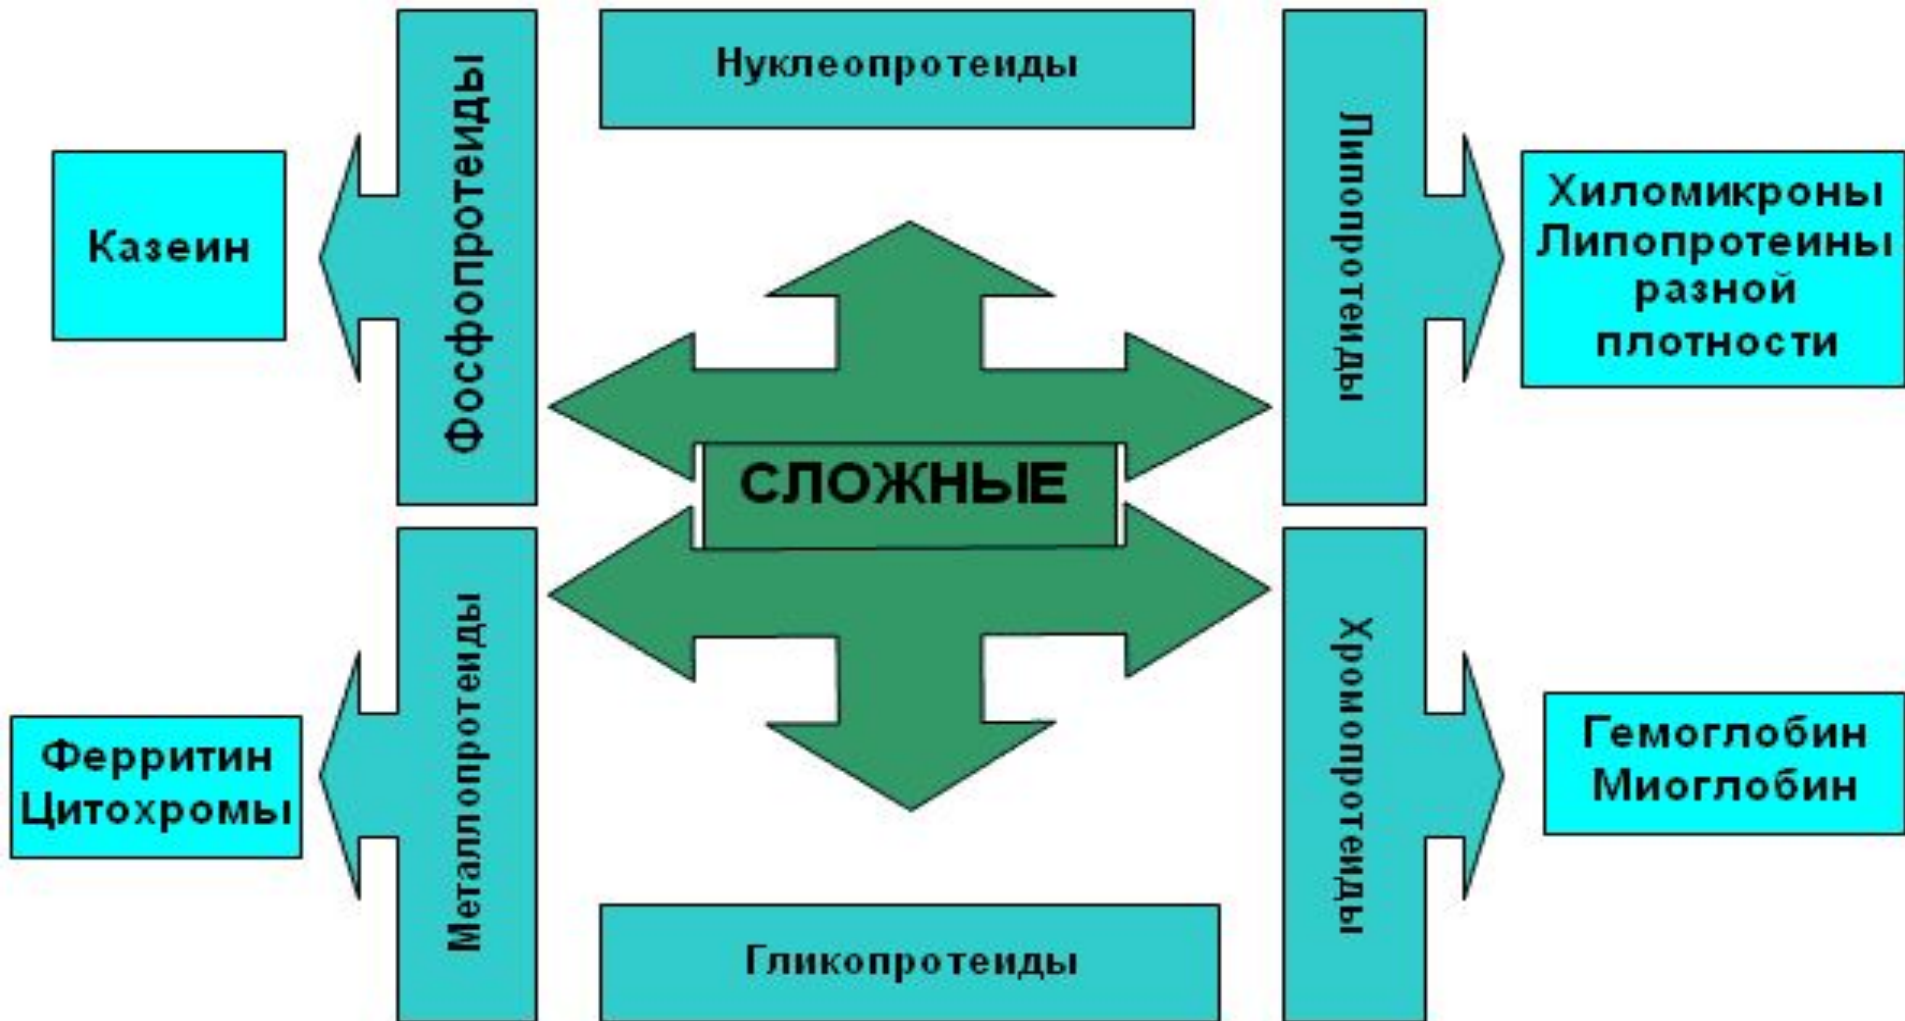 Нуклеопротеиды
Фосфопротеиды
Липопротеиды
Казеин
Хиломикроны
Липопротеины
разной
плотности
СЛОЖНЫЕ
Металлопротеиды
Хромопротеиды
Ферритин
Цитохромы
Гемоглобин
Миоглобин
Гликопротеиды